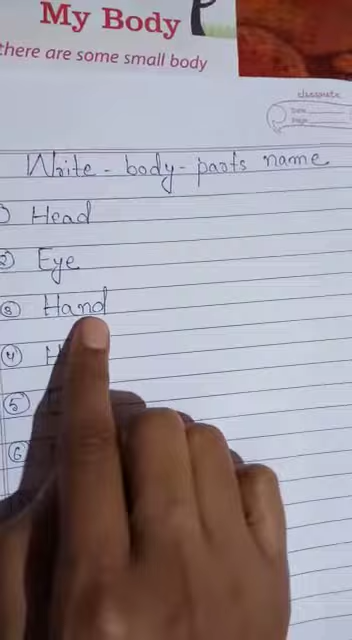 My Body
there are some small body
classmate
Date
Page
Write - body - parts name
1) Head
② Eye
③ Hand
④ H
⑤
⑥